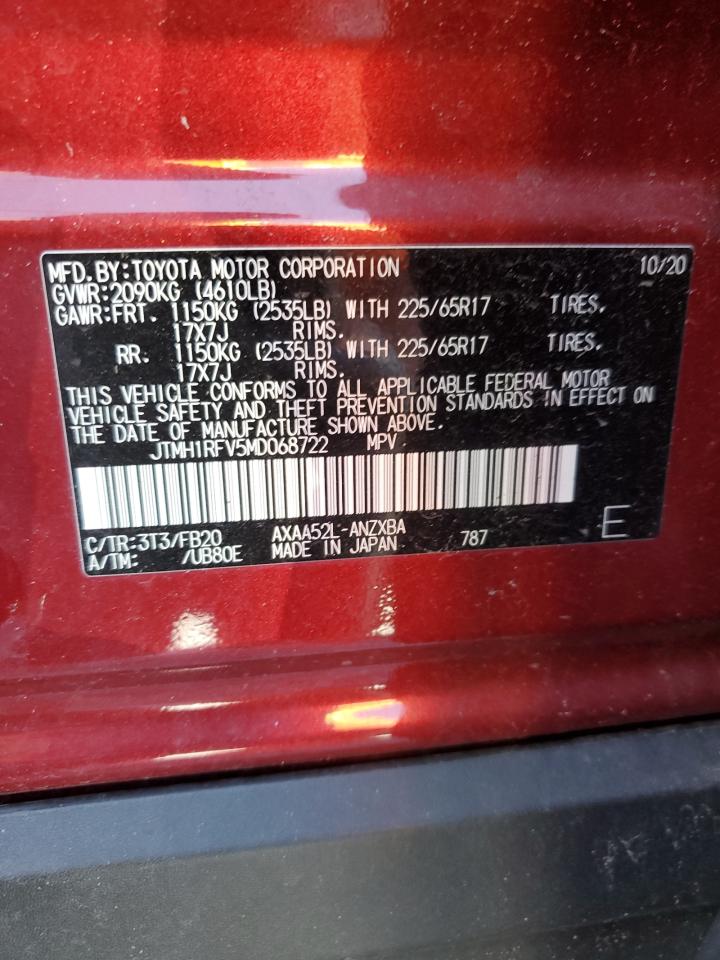 MFD.BY:TOYOTA MOTOR CORPORATION 10/20
GVWR:2090KG (4610LB)
GAWR:FRT. 1150KG (2535LB) WITH 225/65R17 TIRES.
17X7J RIMS.
RR. 1150KG (2535LB) WITH 225/65R17 TIRES.
17X7J RIMS.
THIS VEHICLE CONFORMS TO ALL APPLICABLE FEDERAL MOTOR
VEHICLE SAFETY AND THEFT PREVENTION STANDARDS IN EFFECT ON
THE DATE OF MANUFACTURE SHOWN ABOVE.
JTMH1RFV5MD068722 MPV
C/TR:3T3/FB20 AXAA52L-ANZXBA 787 E
A/TM: /UB80E MADE IN JAPAN